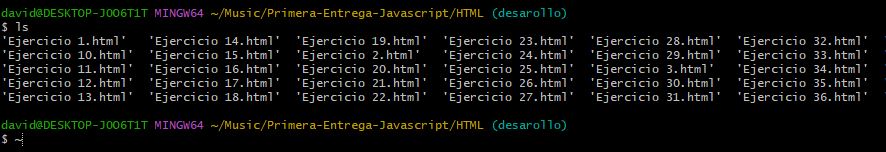 david@DESKTOP-JOO6T1T MINGW64 ~/Music/Primera-Entrega-Javascript/HTML (desarollo)
$ ls
'Ejercicio 1.html'   'Ejercicio 14.html'  'Ejercicio 19.html'  'Ejercicio 23.html'  'Ejercicio 28.html'  'Ejercicio 32.html'
'Ejercicio 10.html'  'Ejercicio 15.html'  'Ejercicio 2.html'   'Ejercicio 24.html'  'Ejercicio 29.html'  'Ejercicio 33.html'
'Ejercicio 11.html'  'Ejercicio 16.html'  'Ejercicio 20.html'  'Ejercicio 25.html'  'Ejercicio 3.html'   'Ejercicio 34.html'
'Ejercicio 12.html'  'Ejercicio 17.html'  'Ejercicio 21.html'  'Ejercicio 26.html'  'Ejercicio 30.html'  'Ejercicio 35.html'
'Ejercicio 13.html'  'Ejercicio 18.html'  'Ejercicio 22.html'  'Ejercicio 27.html'  'Ejercicio 31.html'  'Ejercicio 36.html'
david@DESKTOP-JOO6T1T MINGW64 ~/Music/Primera-Entrega-Javascript/HTML (desarollo)
$ ~